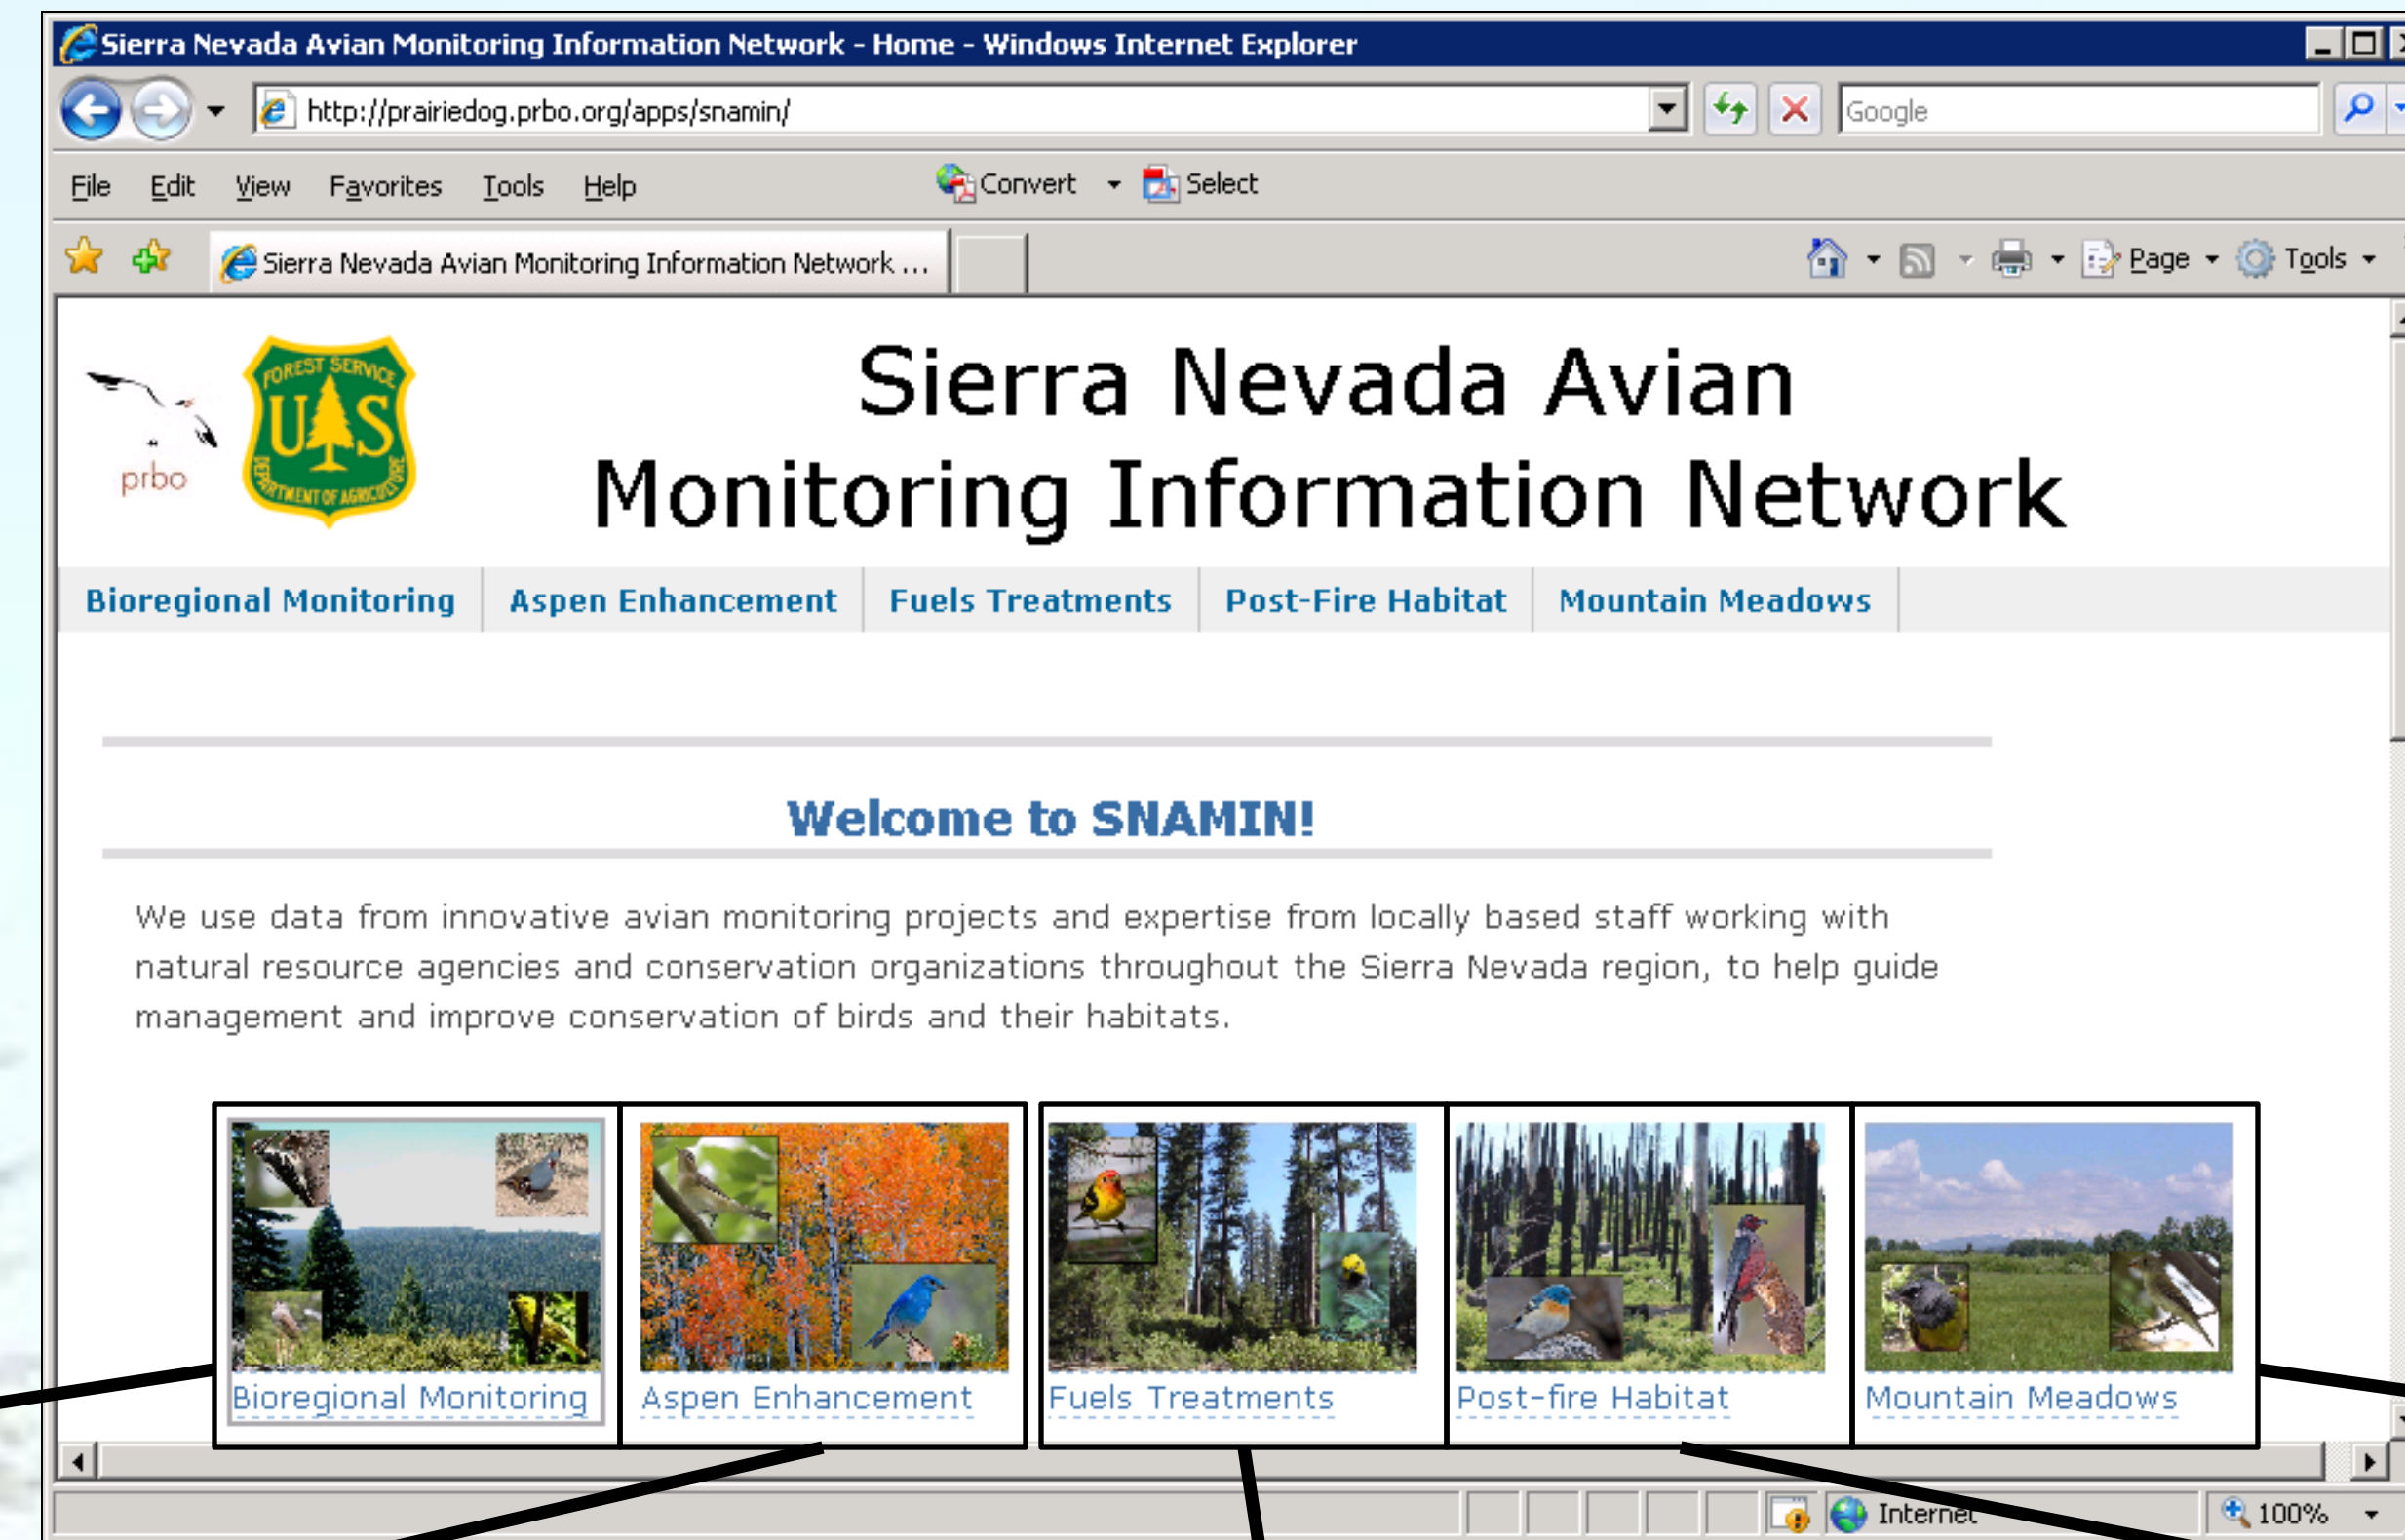 Sierra Nevada Avian Monitoring Information Network - Home - Windows Internet Explorer
http://prairiedog.prbo.org/apps/snamin/
Google
File Edit View Favorites Tools Help
Convert Select
Sierra Nevada Avian Monitoring Information Network ...
Page Tools
prbo
FOREST SERVICE
U S
DEPARTMENT OF AGRICULTURE
Sierra Nevada Avian
Monitoring Information Network
Bioregional Monitoring Aspen Enhancement Fuels Treatments Post-Fire Habitat Mountain Meadows
Welcome to SNAMIN!
We use data from innovative avian monitoring projects and expertise from locally based staff working with
natural resource agencies and conservation organizations throughout the Sierra Nevada region, to help guide
management and improve conservation of birds and their habitats.
Bioregional Monitoring Aspen Enhancement Fuels Treatments Post-fire Habitat Mountain Meadows
Internet 100%